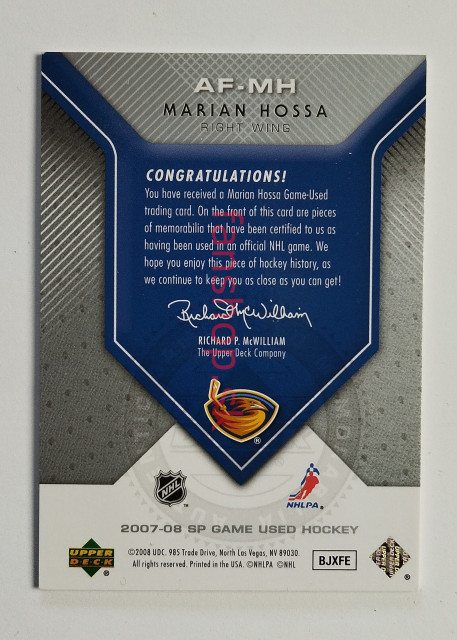 AF-MH
MARIAN HOSSA
RIGHT WING
CONGRATULATIONS!
You have received a Marian Hossa Game-Used
trading card. On the front of this card are pieces
of memorabilia that have been certified to us as
having been used in an official NHL game. We
hope you enjoy this piece of hockey history, as
we continue to keep you as close as you can get!
Richard P. McWilliam
RICHARD P. McWILLIAM
The Upper Deck Company
®
NHL
NHLPA
™
®
2007-08 SP GAME USED HOCKEY
UPPER
DECK
®
©2008 UDC. 985 Trade Drive, North Las Vegas, NV 89030.
All rights reserved. Printed in the USA. ©NHLPA ©NHL
BJXFE
®